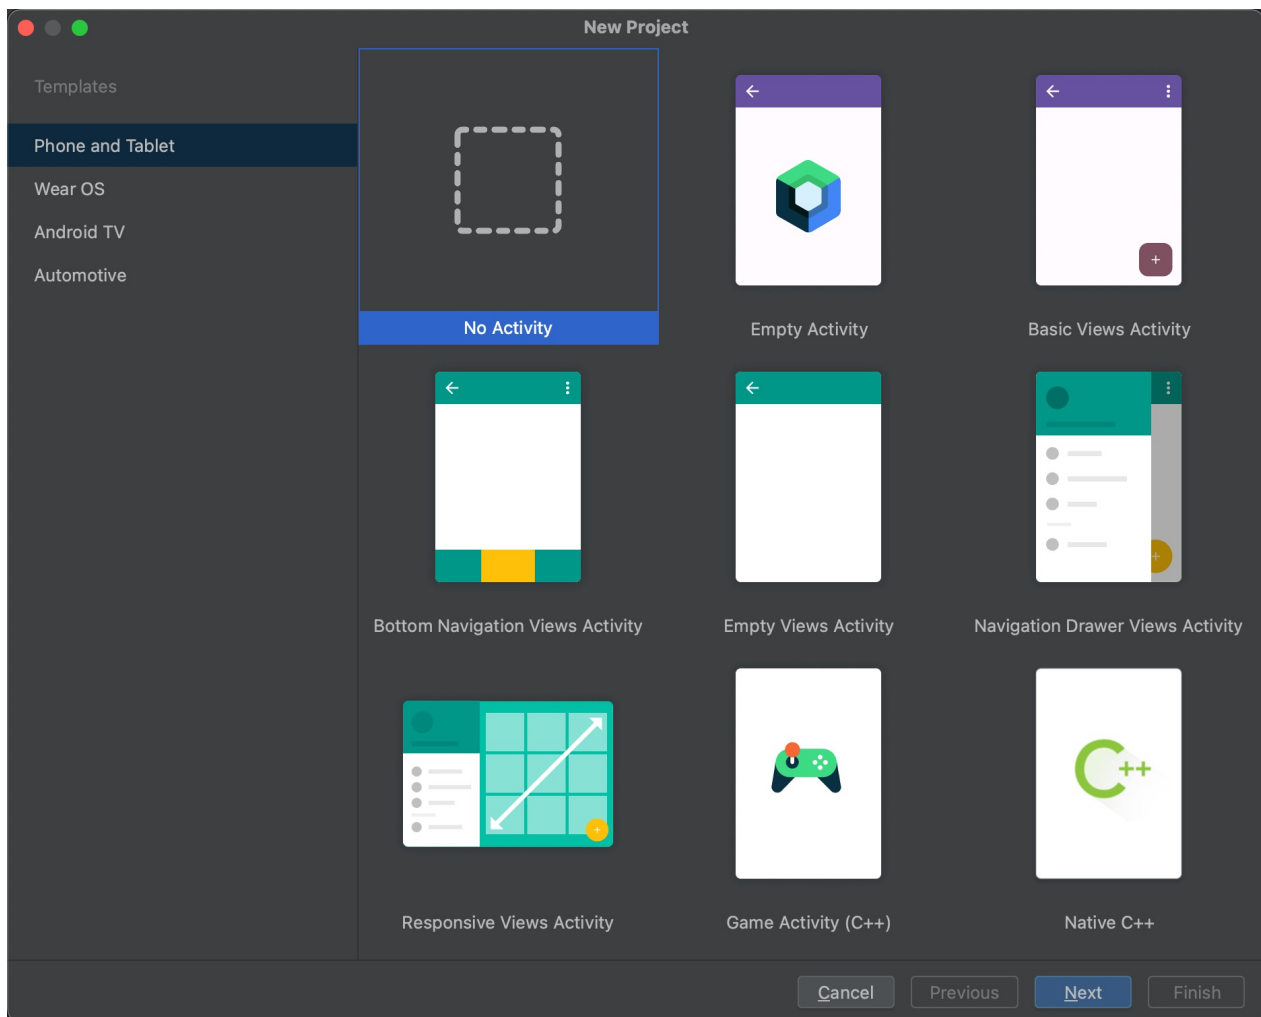 New Project
Templates
Phone and Tablet
Wear OS
Android TV
Automotive
No Activity
Empty Activity
Basic Views Activity
Bottom Navigation Views Activity
Empty Views Activity
Navigation Drawer Views Activity
Responsive Views Activity
Game Activity (C++)
C++
Native C++
Cancel
Previous
Next
Finish